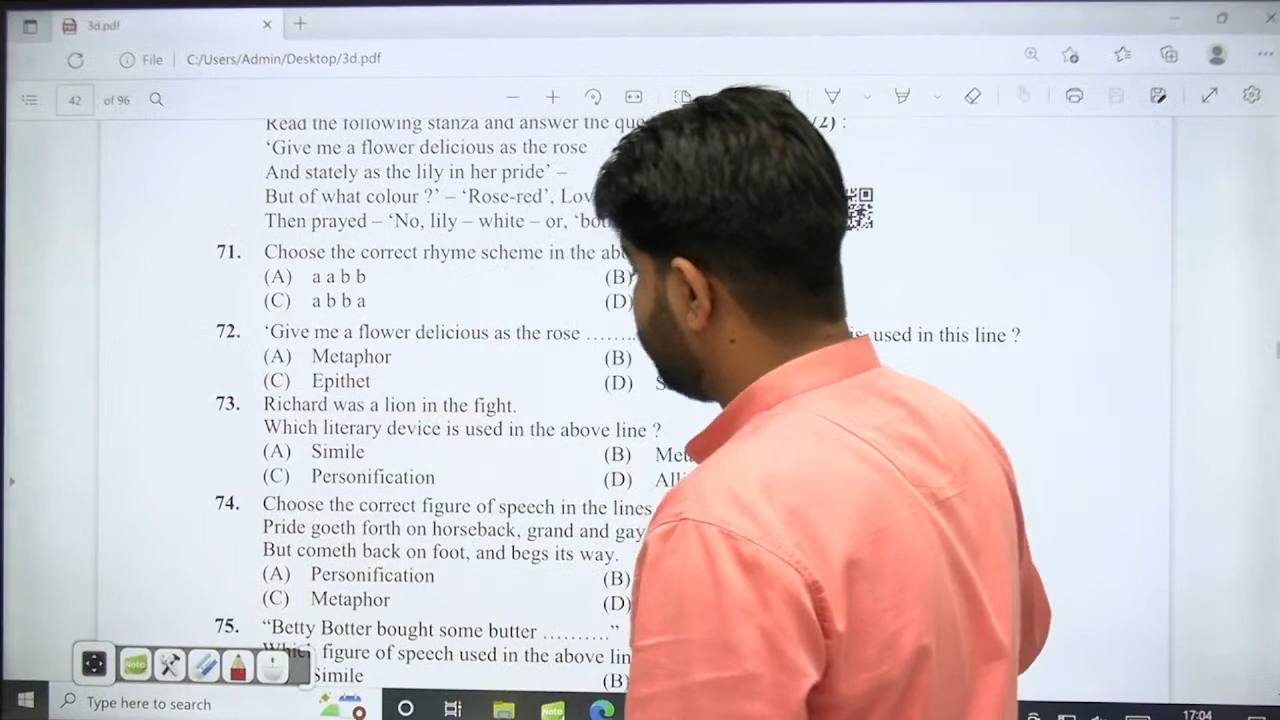 3d.pdf
File C:/Users/Admin/Desktop/3d.pdf
42 of 96
Read the following stanza and answer the /2) :
‘Give me a flower delicious as the rose
And stately as the lily in her pride’ –
But of what colour ?’ – ‘Rose-red’,
Then prayed – ‘No, lily – white – or,
71. Choose the correct rhyme scheme in the
(A) a a b b (B)
(C) a b b a (D)
72. ‘Give me a flower delicious as the rose …….. is used in this line ?
(A) Metaphor (B)
(C) Epithet (D)
73. Richard was a lion in the fight.
Which literary device is used in the above line ?
(A) Simile (B)
(C) Personification (D)
74. Choose the correct figure of speech in the lines
Pride goeth forth on horseback, grand and gay
But cometh back on foot, and begs its way.
(A) Personification (B)
(C) Metaphor (D)
75. “Betty Botter bought some butter ……….”
figure of speech used in the above
Simile (B)
Note
Type here to search
Note
17:04